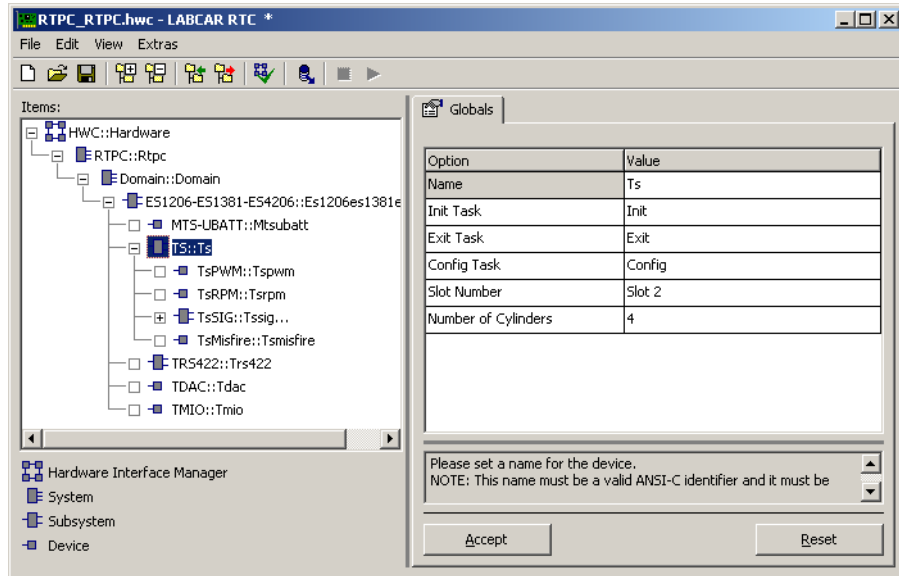 RTPC_RTPC.hwc - LABCAR RTC *
File Edit View Extras
Items:
HWC::Hardware
RTPC::Rtpc
Domain::Domain
ES1206-ES1381-ES4206::Es1206es1381e
MTS-UBATT::Mtsubatt
TS::Ts
TsPWM::Tspwm
TsRPM::Tsrpm
TsSIG::Tssig...
TsMisfire::Tsmisfire
TRS422::Trs422
TDAC::Tdac
TMIO::Tmio
Hardware Interface Manager
System
Subsystem
Device
Globals
Option Value
Name Ts
Init Task Init
Exit Task Exit
Config Task Config
Slot Number Slot 2
Number of Cylinders 4
Please set a name for the device.
NOTE: This name must be a valid ANSI-C identifier and it must be
Accept Reset